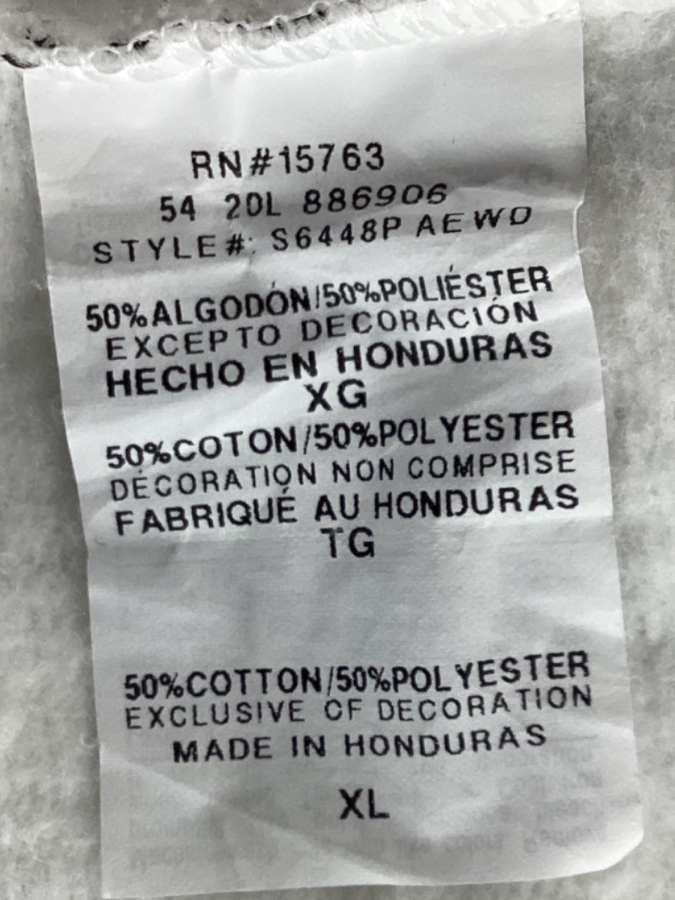 RN#15763
54 20L 886906
STYLE#: S6448P AEWD
50%ALGODÓN/50%POLIÉSTER
EXCEPTO DECORACIÓN
HECHO EN HONDURAS
XG
50%COTON/50%POLYESTER
DÉCORATION NON COMPRISE
FABRIQUÉ AU HONDURAS
TG
50%COTTON/50%POLYESTER
EXCLUSIVE OF DECORATION
MADE IN HONDURAS
XL